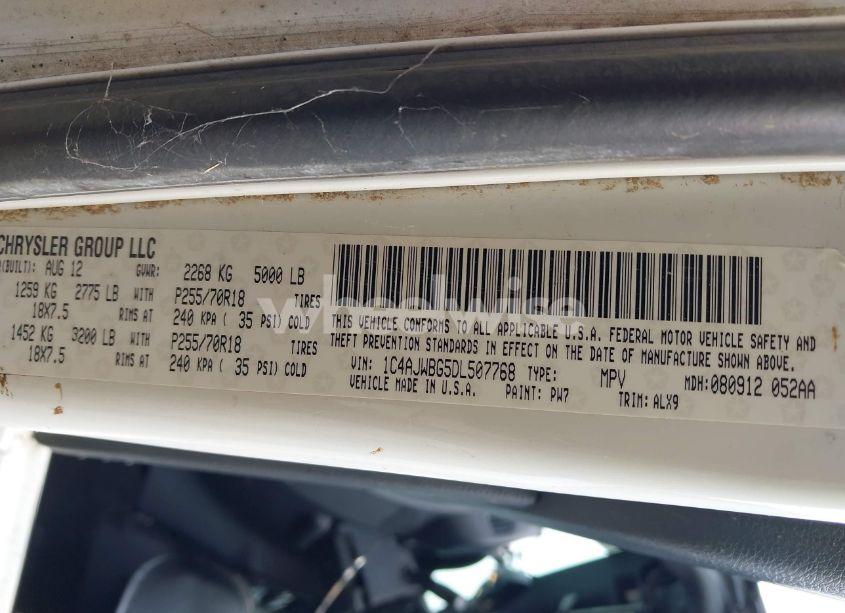 CHRYSLER GROUP LLC
(BUILT): AUG 12 GVWR: 2268 KG 5000 LB
1259 KG 2775 LB WITH P255/70R18 TIRES
18X7.5 RIMS AT 240 KPA ( 35 PSI) COLD
1452 KG 3200 LB WITH P255/70R18 TIRES
18X7.5 RIMS AT 240 KPA ( 35 PSI) COLD
THIS VEHICLE CONFORMS TO ALL APPLICABLE U.S.A. FEDERAL MOTOR VEHICLE SAFETY AND
THEFT PREVENTION STANDARDS IN EFFECT ON THE DATE OF MANUFACTURE SHOWN ABOVE.
VIN: 1C4AJWBG5DL507768 TYPE: MPV MDH:080912 052AA
VEHICLE MADE IN U.S.A. PAINT: PW7 TRIM: ALX9
wheelwise